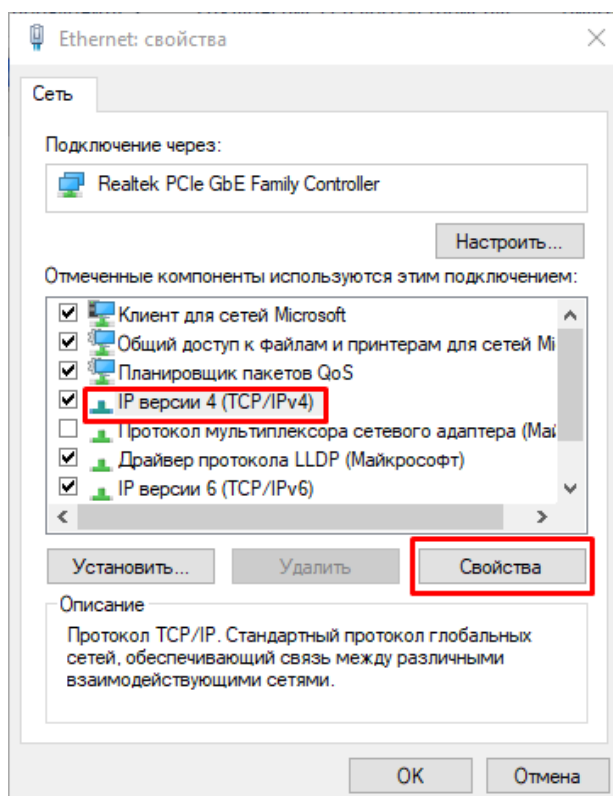 Ethernet: свойства
Сеть
Подключение через:
Realtek PCIe GbE Family Controller
Настроить...
Отмеченные компоненты используются этим подключением:
Клиент для сетей Microsoft
Общий доступ к файлам и принтерам для сетей Mi
Планировщик пакетов QoS
IP версии 4 (TCP/IPv4)
Протокол мультиплексора сетевого адаптера (Май
Драйвер протокола LLDP (Майкрософт)
IP версии 6 (TCP/IPv6)
Установить... Удалить Свойства
Описание
Протокол TCP/IP. Стандартный протокол глобальных
сетей, обеспечивающий связь между различными
взаимодействующими сетями.
OK Отмена